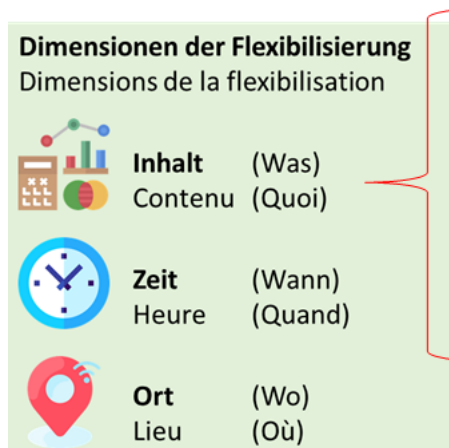 Dimensionen der Flexibilisierung
Dimensions de la flexibilisation
Inhalt (Was)
Contenu (Quoi)
Zeit (Wann)
Heure (Quand)
Ort (Wo)
Lieu (Où)